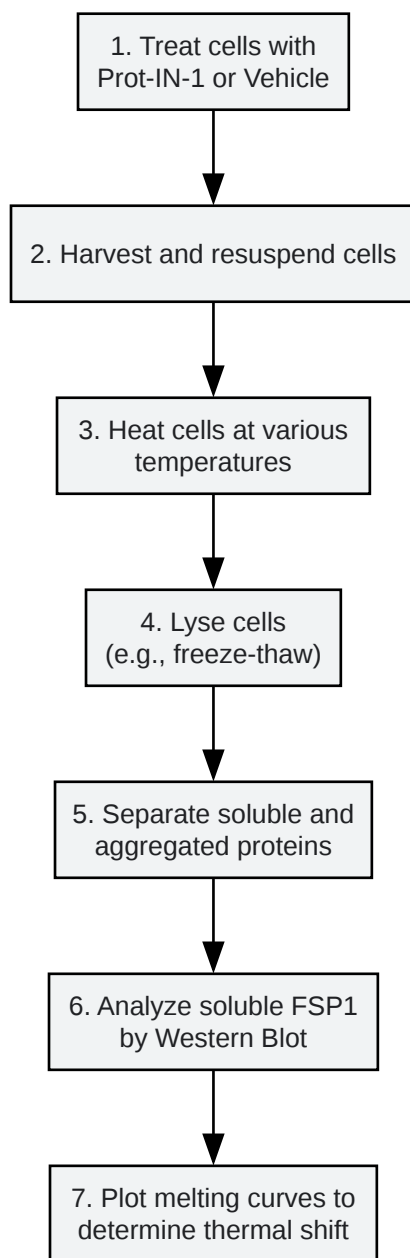 1. Treat cells with
Prot-IN-1 or Vehicle
2. Harvest and resuspend cells
3. Heat cells at various
temperatures
4. Lyse cells
(e.g., freeze-thaw)
5. Separate soluble and
aggregated proteins
6. Analyze soluble FSP1
by Western Blot
7. Plot melting curves to
determine thermal shift